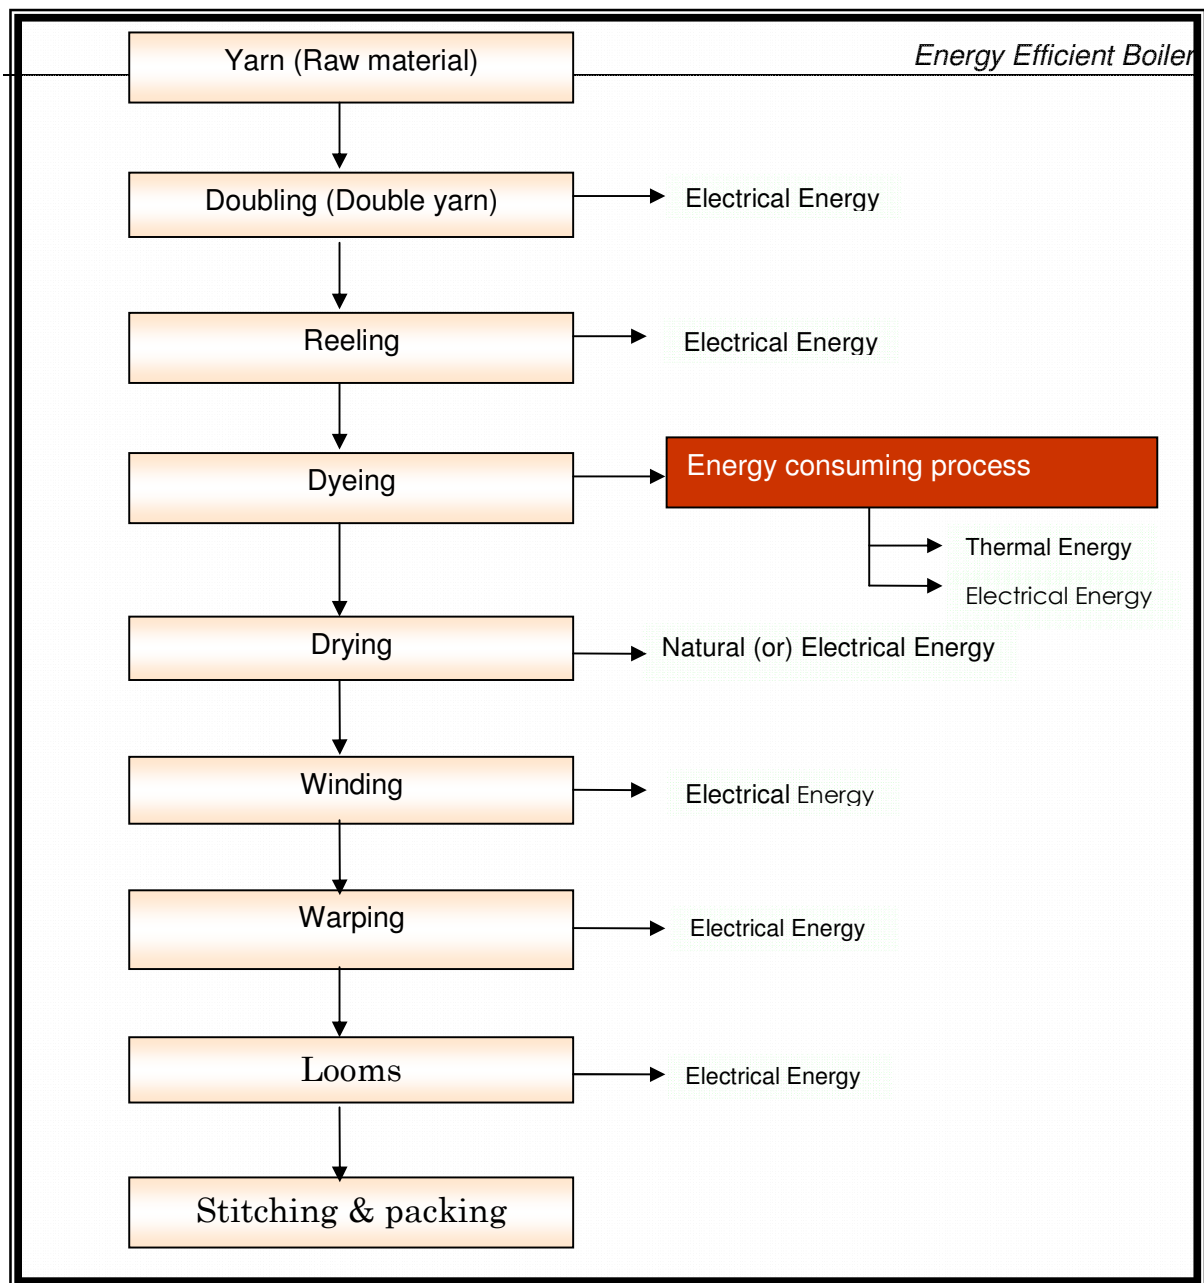 Energy Efficient Boiler
Yarn (Raw material)
Doubling (Double yarn)
Electrical Energy
Reeling
Electrical Energy
Dyeing
Energy consuming process
Thermal Energy
Electrical Energy
Drying
Natural (or) Electrical Energy
Winding
Electrical Energy
Warping
Electrical Energy
Looms
Electrical Energy
Stitching & packing